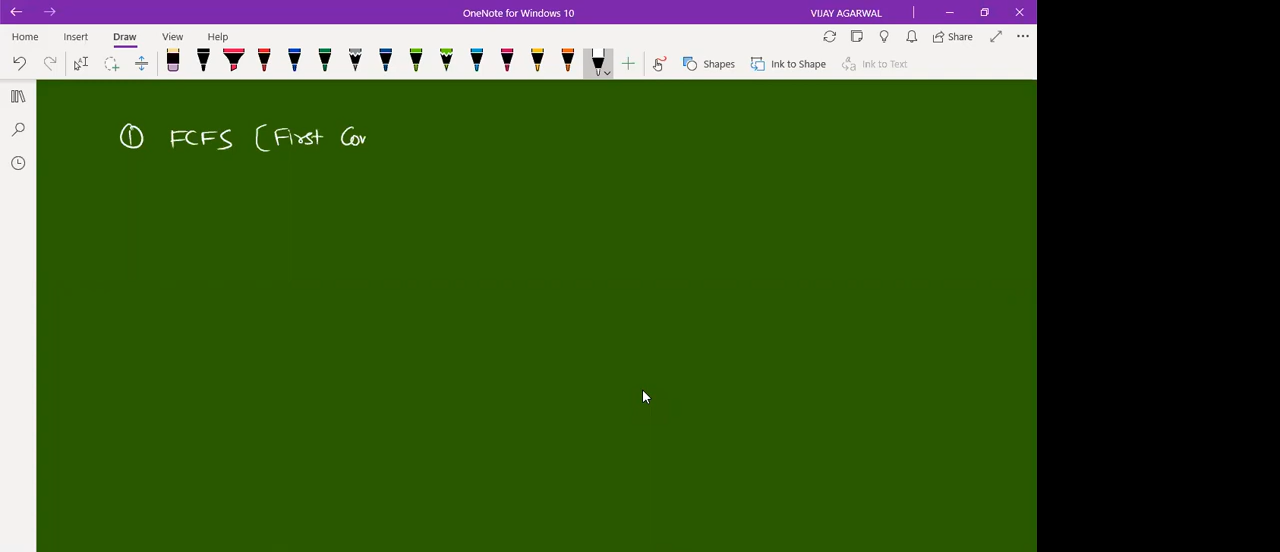 OneNote for Windows 10
VIJAY AGARWAL
Home Insert Draw View Help
Share
Shapes Ink to Shape Ink to Text
① FCFS [First Com